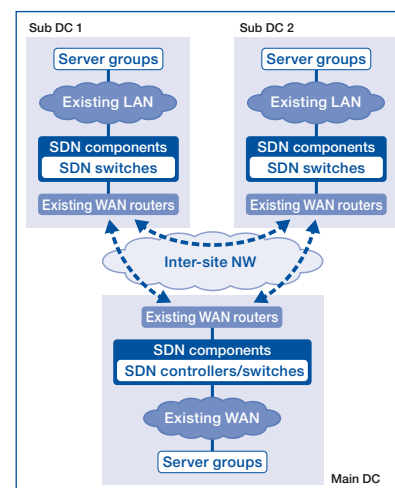 Sub DC 1
Server groups
Existing LAN
SDN components
SDN switches
Existing WAN routers
Sub DC 2
Server groups
Existing LAN
SDN components
SDN switches
Existing WAN routers
Inter-site NW
Existing WAN routers
SDN components
SDN controllers/switches
Existing WAN
Server groups
Main DC